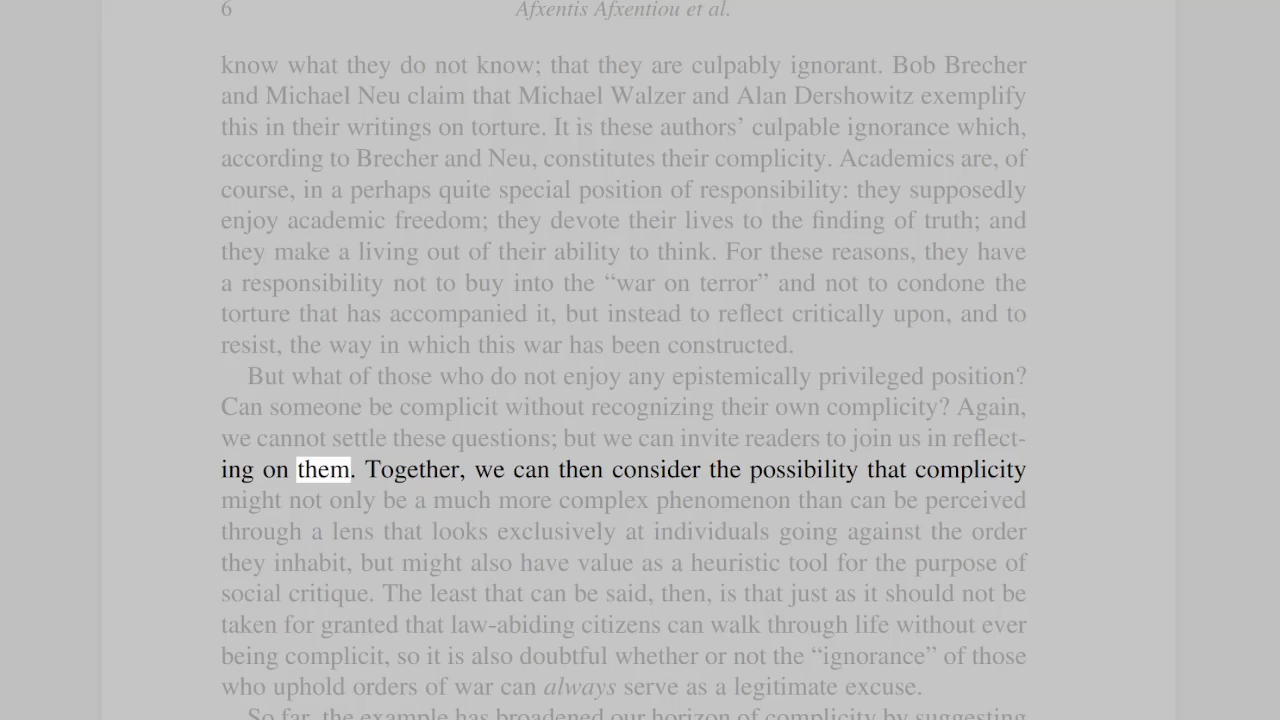 6 Afxentis Afxentiou et al.
know what they do not know; that they are culpably ignorant. Bob Brecher
and Michael Neu claim that Michael Walzer and Alan Dershowitz exemplify
this in their writings on torture. It is these authors’ culpable ignorance which,
according to Brecher and Neu, constitutes their complicity. Academics are, of
course, in a perhaps quite special position of responsibility: they supposedly
enjoy academic freedom; they devote their lives to the finding of truth; and
they make a living out of their ability to think. For these reasons, they have
a responsibility not to buy into the “war on terror” and not to condone the
torture that has accompanied it, but instead to reflect critically upon, and to
resist, the way in which this war has been constructed.
But what of those who do not enjoy any epistemically privileged position?
Can someone be complicit without recognizing their own complicity? Again,
we cannot settle these questions; but we can invite readers to join us in reflect-
ing on them. Together, we can then consider the possibility that complicity
might not only be a much more complex phenomenon than can be perceived
through a lens that looks exclusively at individuals going against the order
they inhabit, but might also have value as a heuristic tool for the purpose of
social critique. The least that can be said, then, is that just as it should not be
taken for granted that law-abiding citizens can walk through life without ever
being complicit, so it is also doubtful whether or not the “ignorance” of those
who uphold orders of war can always serve as a legitimate excuse.
So far, the example has broadened our horizon of complicity by suggesting